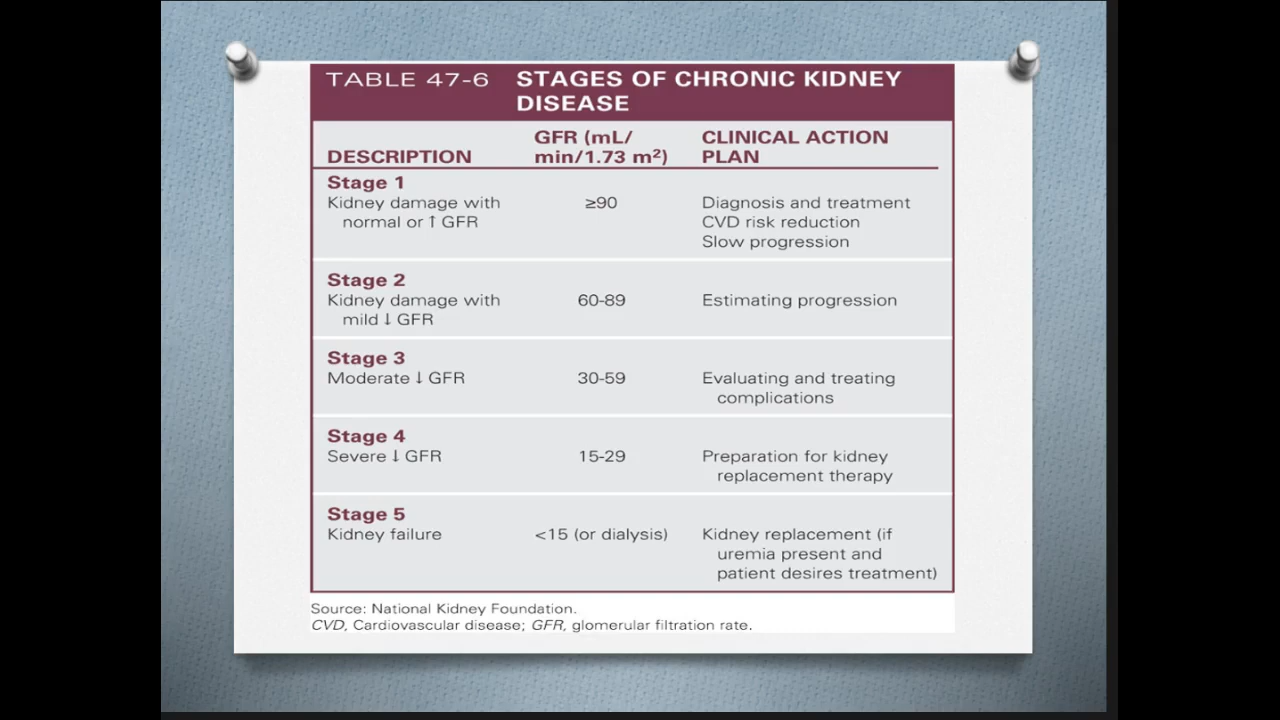 TABLE 47-6 STAGES OF CHRONIC KIDNEY
DISEASE
DESCRIPTION
GFR (mL/
min/1.73 m²)
CLINICAL ACTION
PLAN
Stage 1
Kidney damage with
normal or ↑ GFR
≥90
Diagnosis and treatment
CVD risk reduction
Slow progression
Stage 2
Kidney damage with
mild ↓ GFR
60-89
Estimating progression
Stage 3
Moderate ↓ GFR
30-59
Evaluating and treating
complications
Stage 4
Severe ↓ GFR
15-29
Preparation for kidney
replacement therapy
Stage 5
Kidney failure
<15 (or dialysis)
Kidney replacement (if
uremia present and
patient desires treatment)
Source: National Kidney Foundation.
CVD, Cardiovascular disease; GFR, glomerular filtration rate.